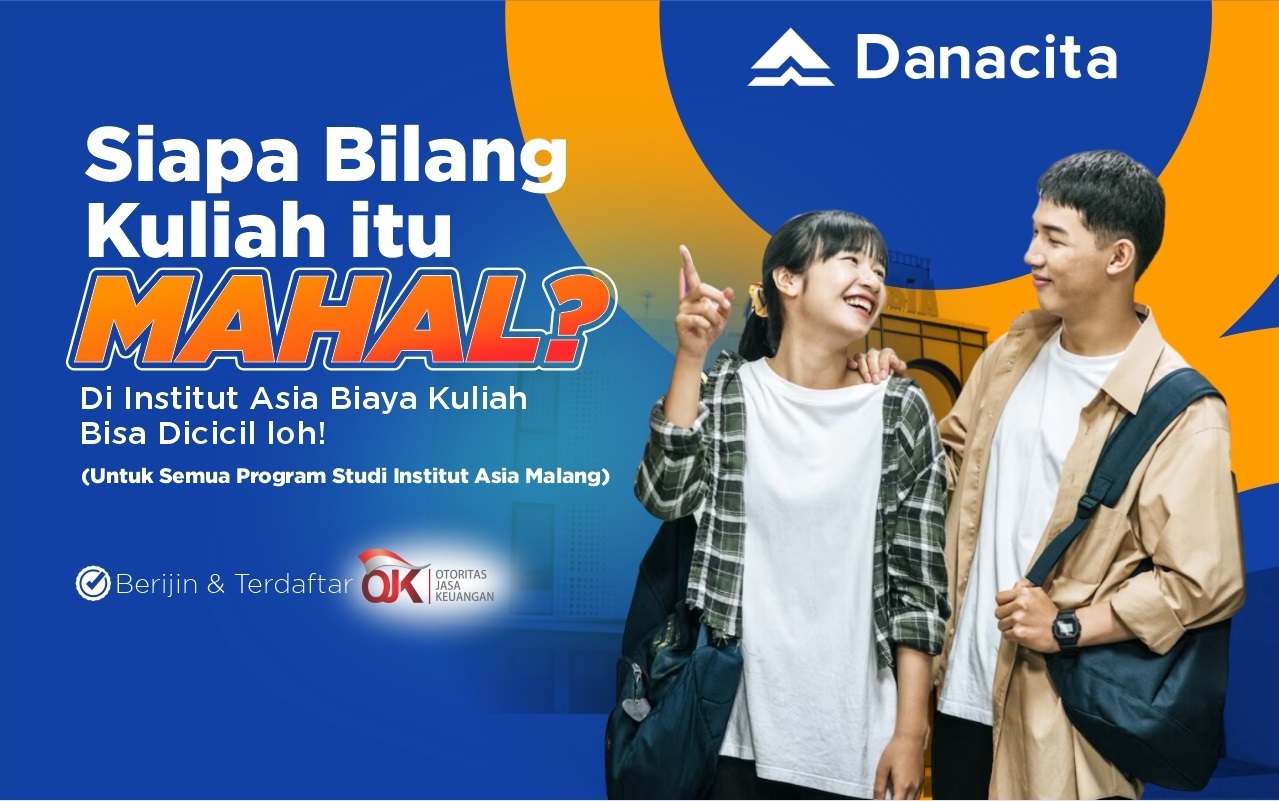 Danacita
Siapa Bilang
Kuliah itu
MAHAL?
Di Institut Asia Biaya Kuliah
Bisa Dicicil loh!
(Untuk Semua Program Studi Institut Asia Malang)
Berijin & Terdaftar
OJK
OTORITAS
JASA
KEUANGAN